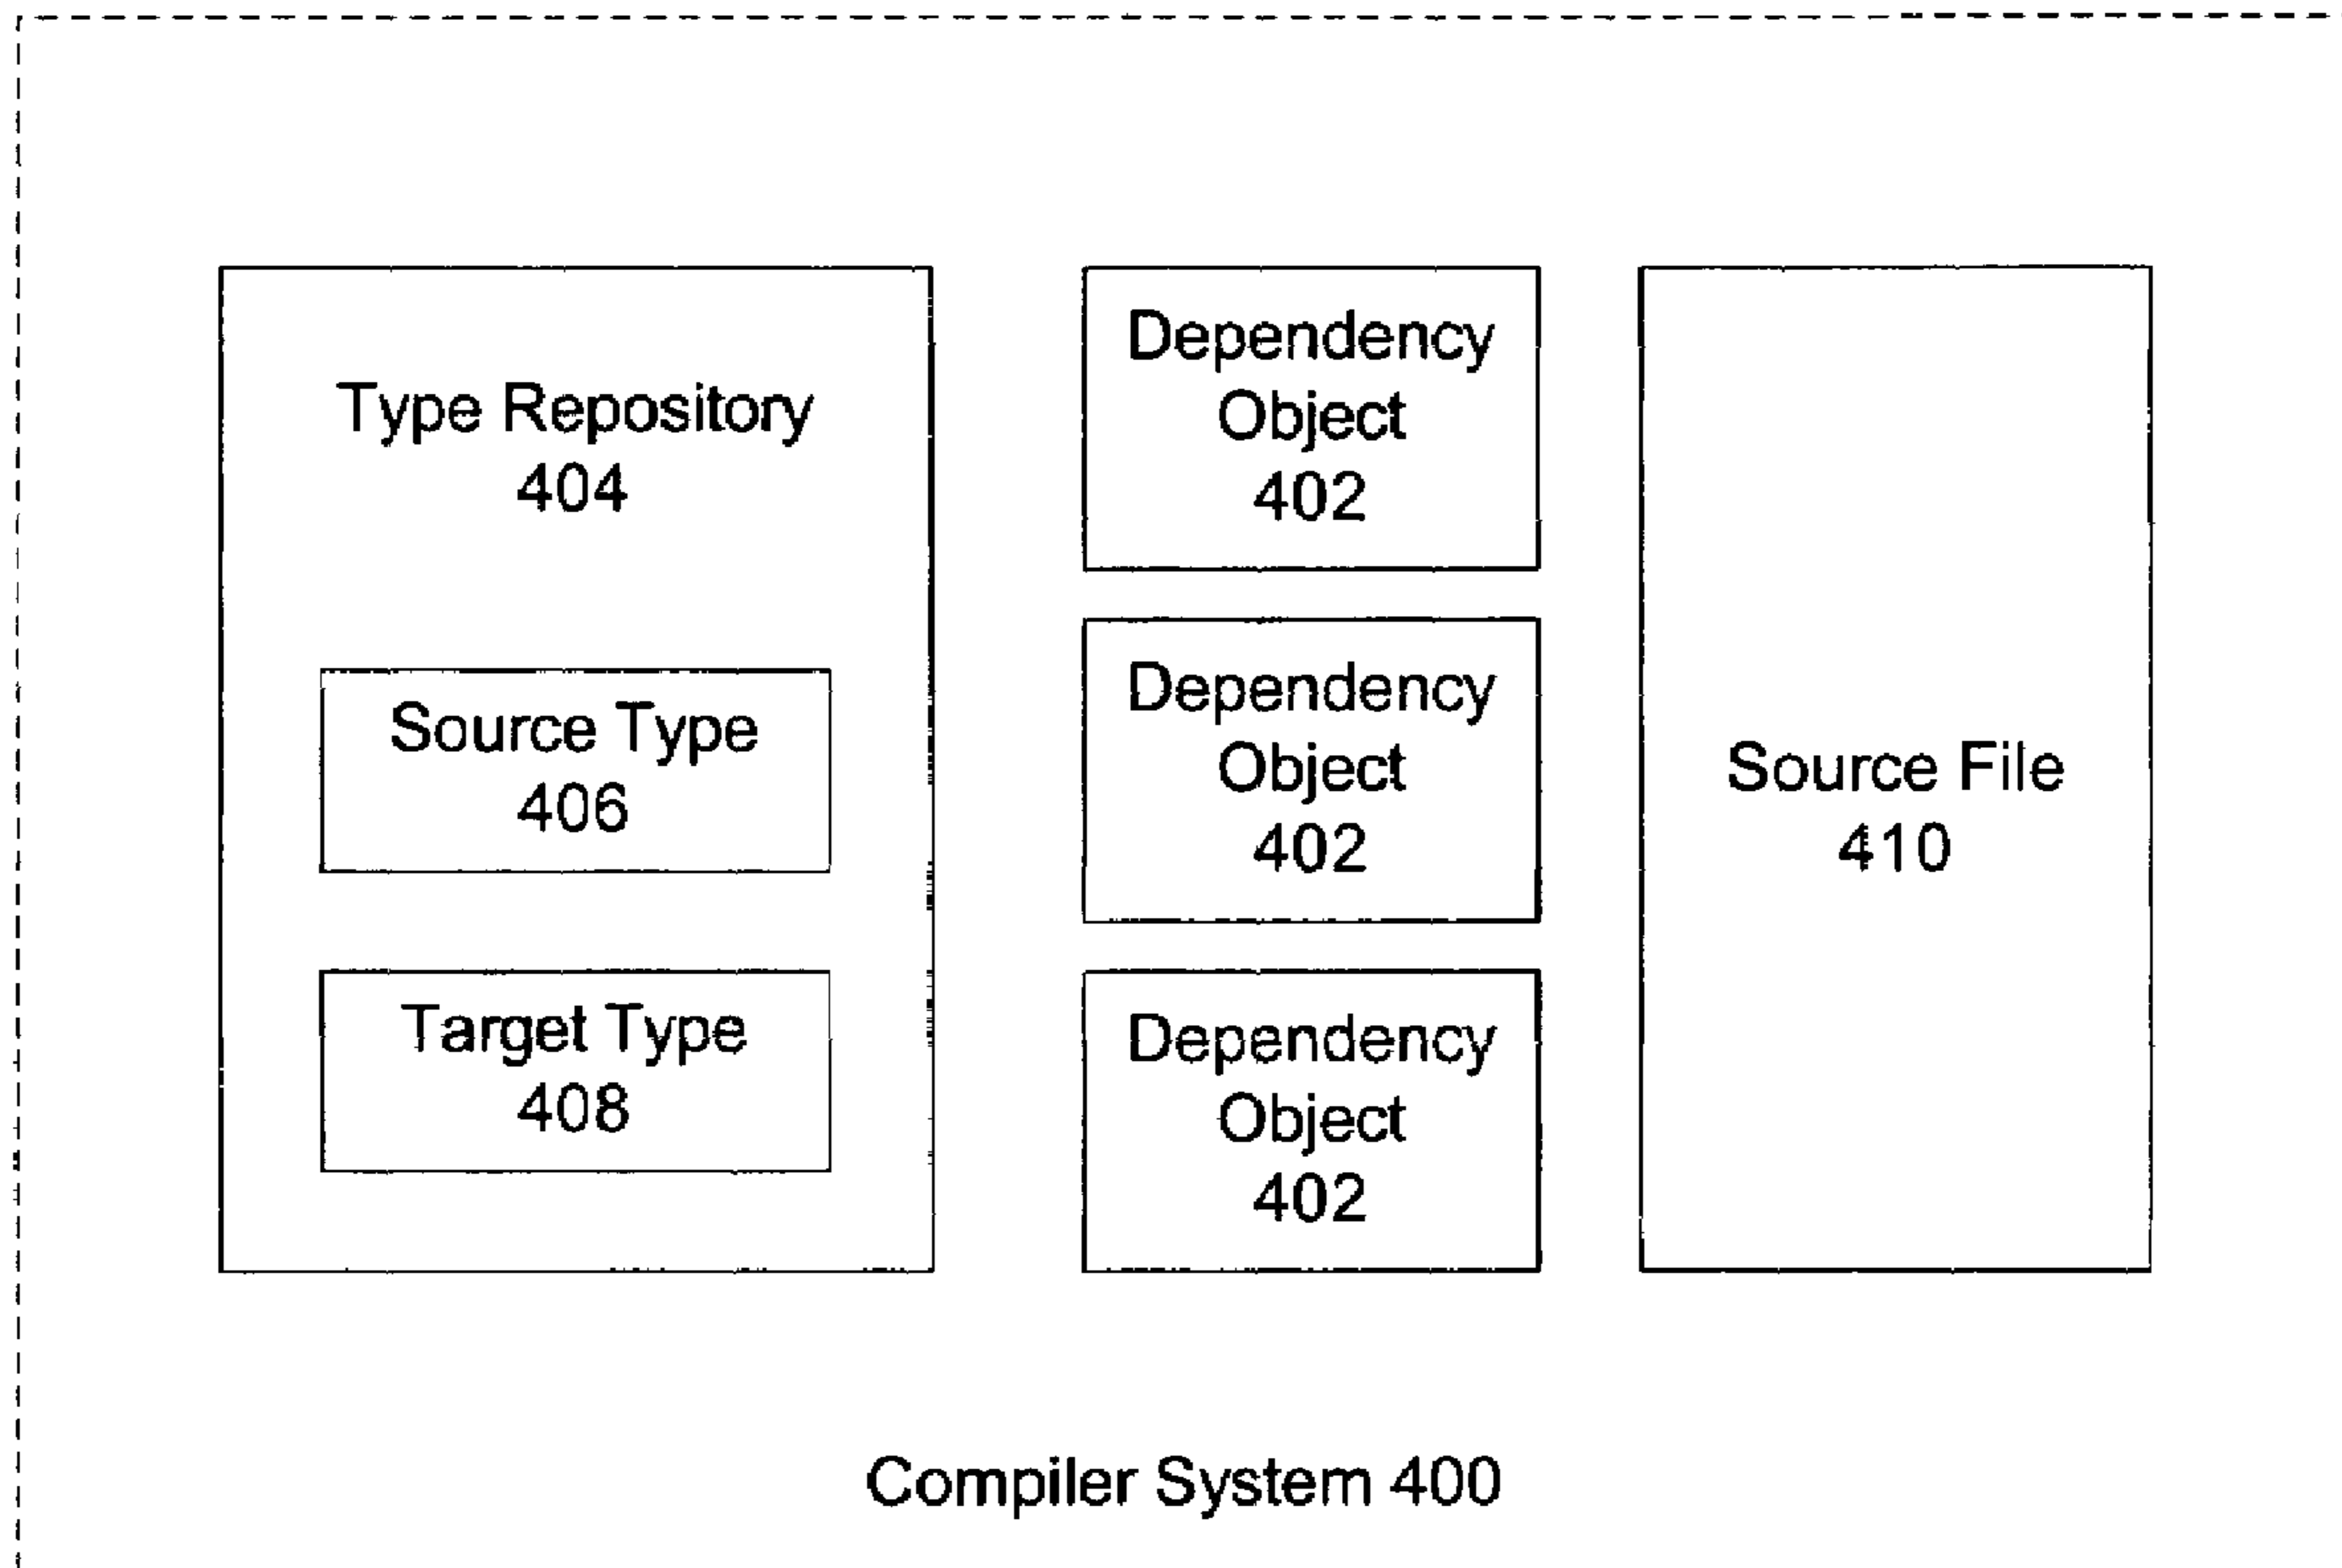 Type Repository
404
Source Type
406
Target Type
408
Dependency
Object
402
Dependency
Object
402
Dependency
Object
402
Source File
410
Compiler System 400